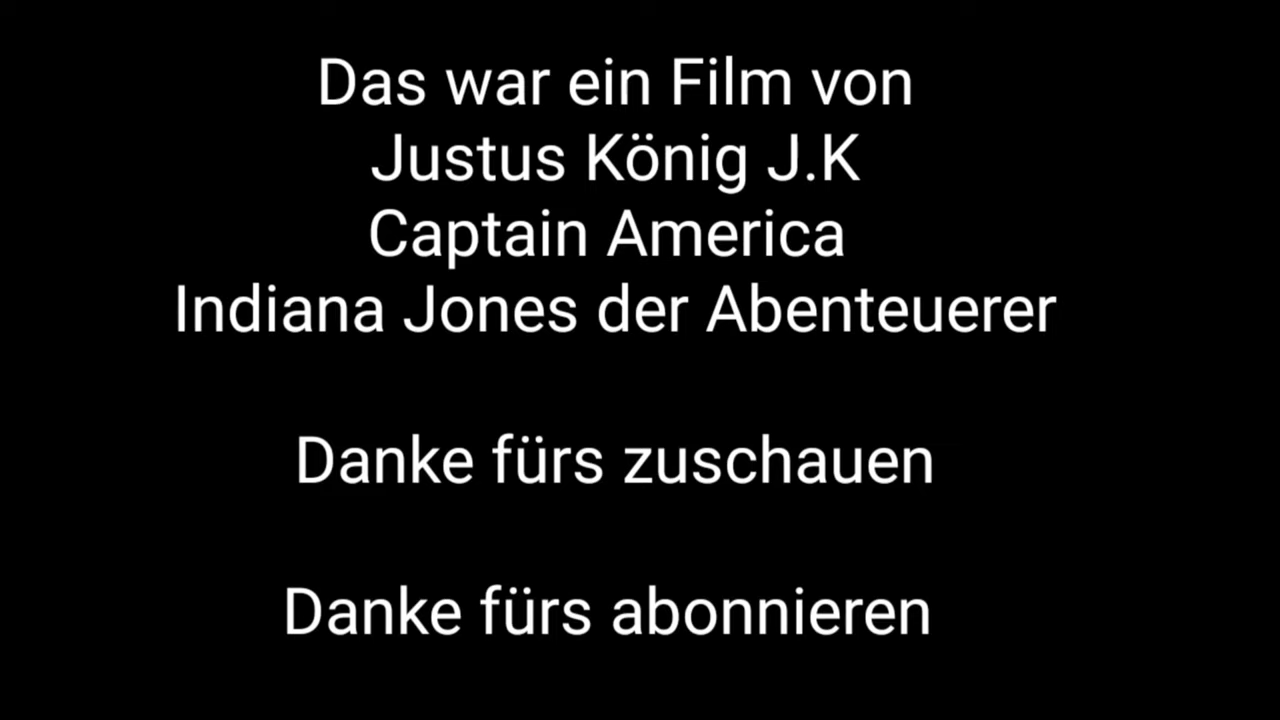 Das war ein Film von
Justus König J.K
Captain America
Indiana Jones der Abenteuerer
Danke fürs zuschauen
Danke fürs abonnieren